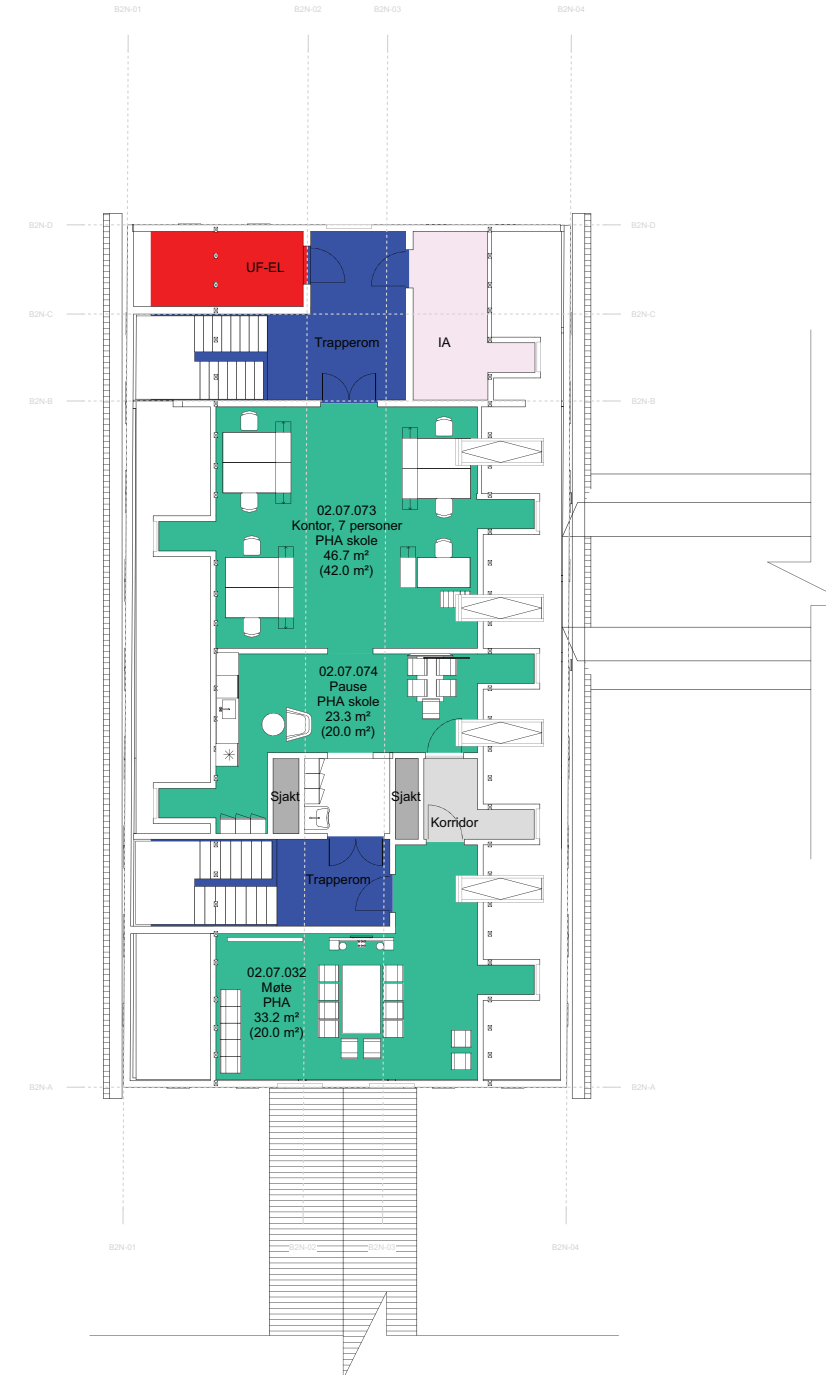 B2N-01
B2N-02
B2N-03
B2N-04
B2N-D
B2N-D
UF-EL
B2N-C
B2N-C
Trapperom
IA
B2N-B
B2N-B
02.07.073
Kontor, 7 personer
PHA skole
46.7 m²
(42.0 m²)
02.07.074
Pause
PHA skole
23.3 m²
(20.0 m²)
Sjakt
Sjakt
Korridor
Trapperom
02.07.032
Møte
PHA
33.2 m²
(20.0 m²)
B2N-A
B2N-A
B2N-01
B2N-02
B2N-03
B2N-04